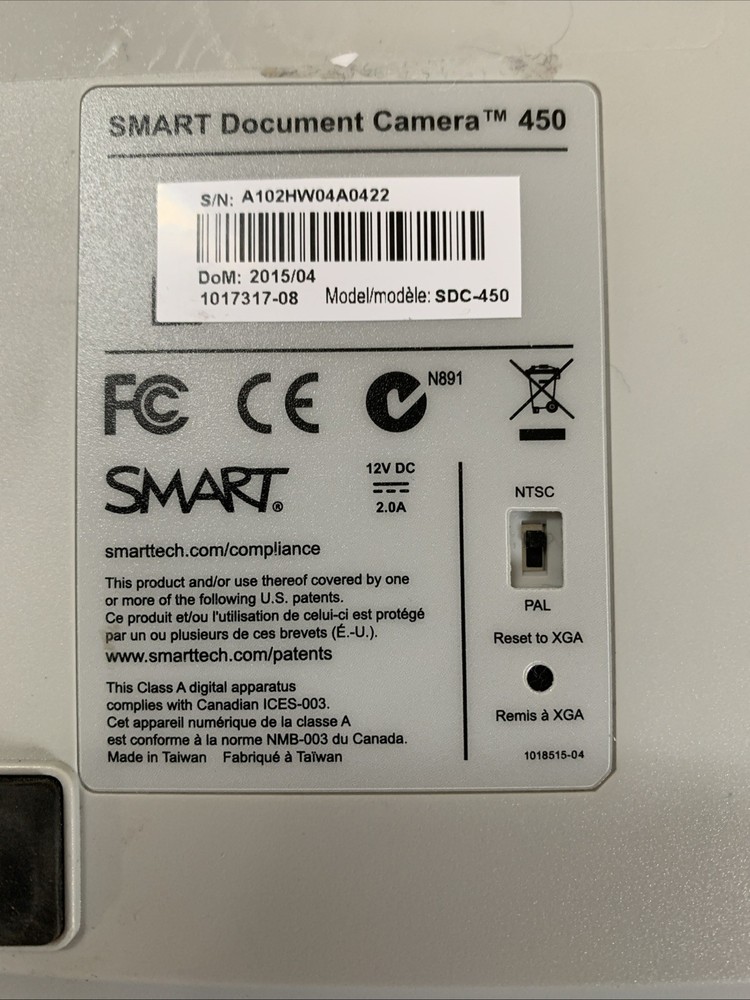 SMART Document Camera™ 450
S/N: A102HW04A0422
DoM: 2015/04
1017317-08 Model/modèle: SDC-450
FC CE N891
SMART®
12V DC
2.0A
smarttech.com/compliance
This product and/or use thereof covered by one
or more of the following U.S. patents.
Ce produit et/ou l'utilisation de celui-ci est protégé
par un ou plusieurs de ces brevets (É.-U.).
www.smarttech.com/patents
This Class A digital apparatus
complies with Canadian ICES-003.
Cet appareil numérique de la classe A
est conforme à la norme NMB-003 du Canada.
Made in Taiwan Fabriqué à Taïwan
NTSC
PAL
Reset to XGA
Remis à XGA
1018515-04